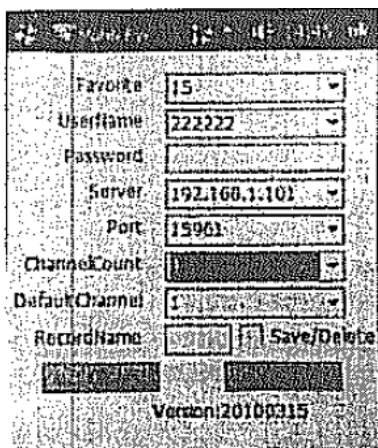 Favorite 15
UserName 222222
Password
Server 192.168.1.101
Port 15961
ChannelCount
DefaultChannel 1
RecordName Save/Delete
Version:20100315